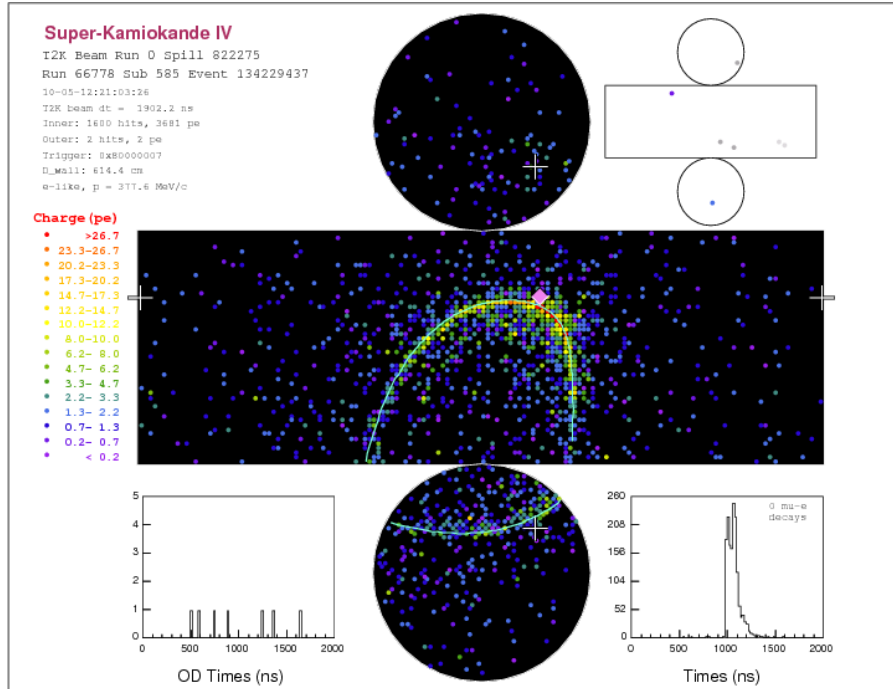 Super-Kamiokande IV
T2K Beam Run 0 Spill 822275
Run 66778 Sub 585 Event 134229437
10-05-12:21:03:26
T2K beam dt = 1902.2 ns
Inner: 1600 hits, 3681 pe
Outer: 2 hits, 2 pe
Trigger: 0x80000007
D_wall: 614.4 cm
e-like, p = 377.6 MeV/c
Charge(pe)
>26.7
23.3-26.7
20.2-23.3
17.3-20.2
14.7-17.3
12.2-14.7
10.0-12.2
8.0-10.0
6.2- 8.0
4.7- 6.2
3.3- 4.7
2.2- 3.3
1.3- 2.2
0.7- 1.3
0.2- 0.7
< 0.2
5
4
3
2
1
0
0 500 1000 1500 2000
OD Times (ns)
0 mu-e
decays
260
208
156
104
52
0
0 500 1000 1500 2000
Times (ns)